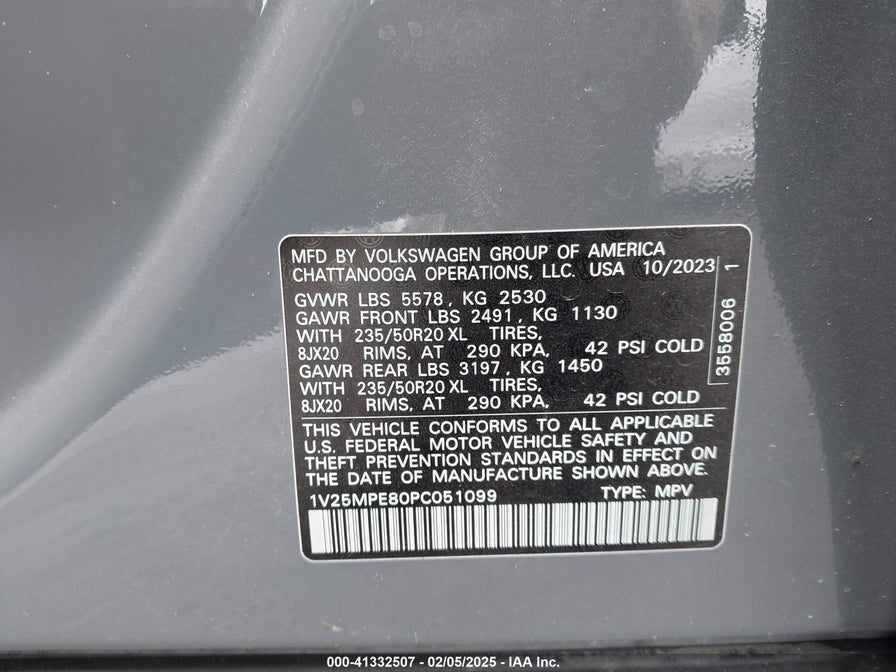 MFD BY VOLKSWAGEN GROUP OF AMERICA
CHATTANOOGA OPERATIONS, LLC. USA 10/2023
GVWR LBS 5578, KG 2530
GAWR FRONT LBS 2491, KG 1130
WITH 235/50R20 XL TIRES,
8JX20 RIMS, AT 290 KPA, 42 PSI COLD
GAWR REAR LBS 3197, KG 1450
WITH 235/50R20 XL TIRES,
8JX20 RIMS, AT 290 KPA, 42 PSI COLD
3558006 1
THIS VEHICLE CONFORMS TO ALL APPLICABLE
U.S. FEDERAL MOTOR VEHICLE SAFETY AND
THEFT PREVENTION STANDARDS IN EFFECT ON
THE DATE OF MANUFACTURE SHOWN ABOVE.
1V25MPE80PC051099 TYPE: MPV
000-41332507 - 02/05/2025 - IAA Inc.